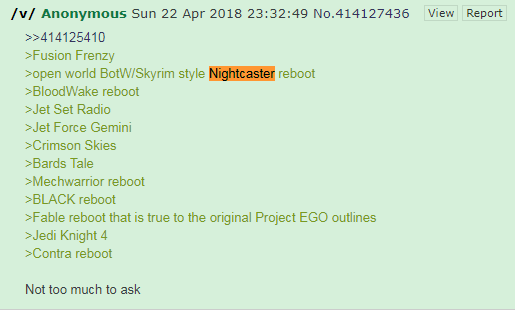 /v/ Anonymous Sun 22 Apr 2018 23:32:49 No.414127436 View Report
>>414125410
>Fusion Frenzy
>open world BotW/Skyrim style Nightcaster reboot
>BloodWake reboot
>Jet Set Radio
>Jet Force Gemini
>Crimson Skies
>Bards Tale
>Mechwarrior reboot
>BLACK reboot
>Fable reboot that is true to the original Project EGO outlines
>Jedi Knight 4
>Contra reboot
Not too much to ask